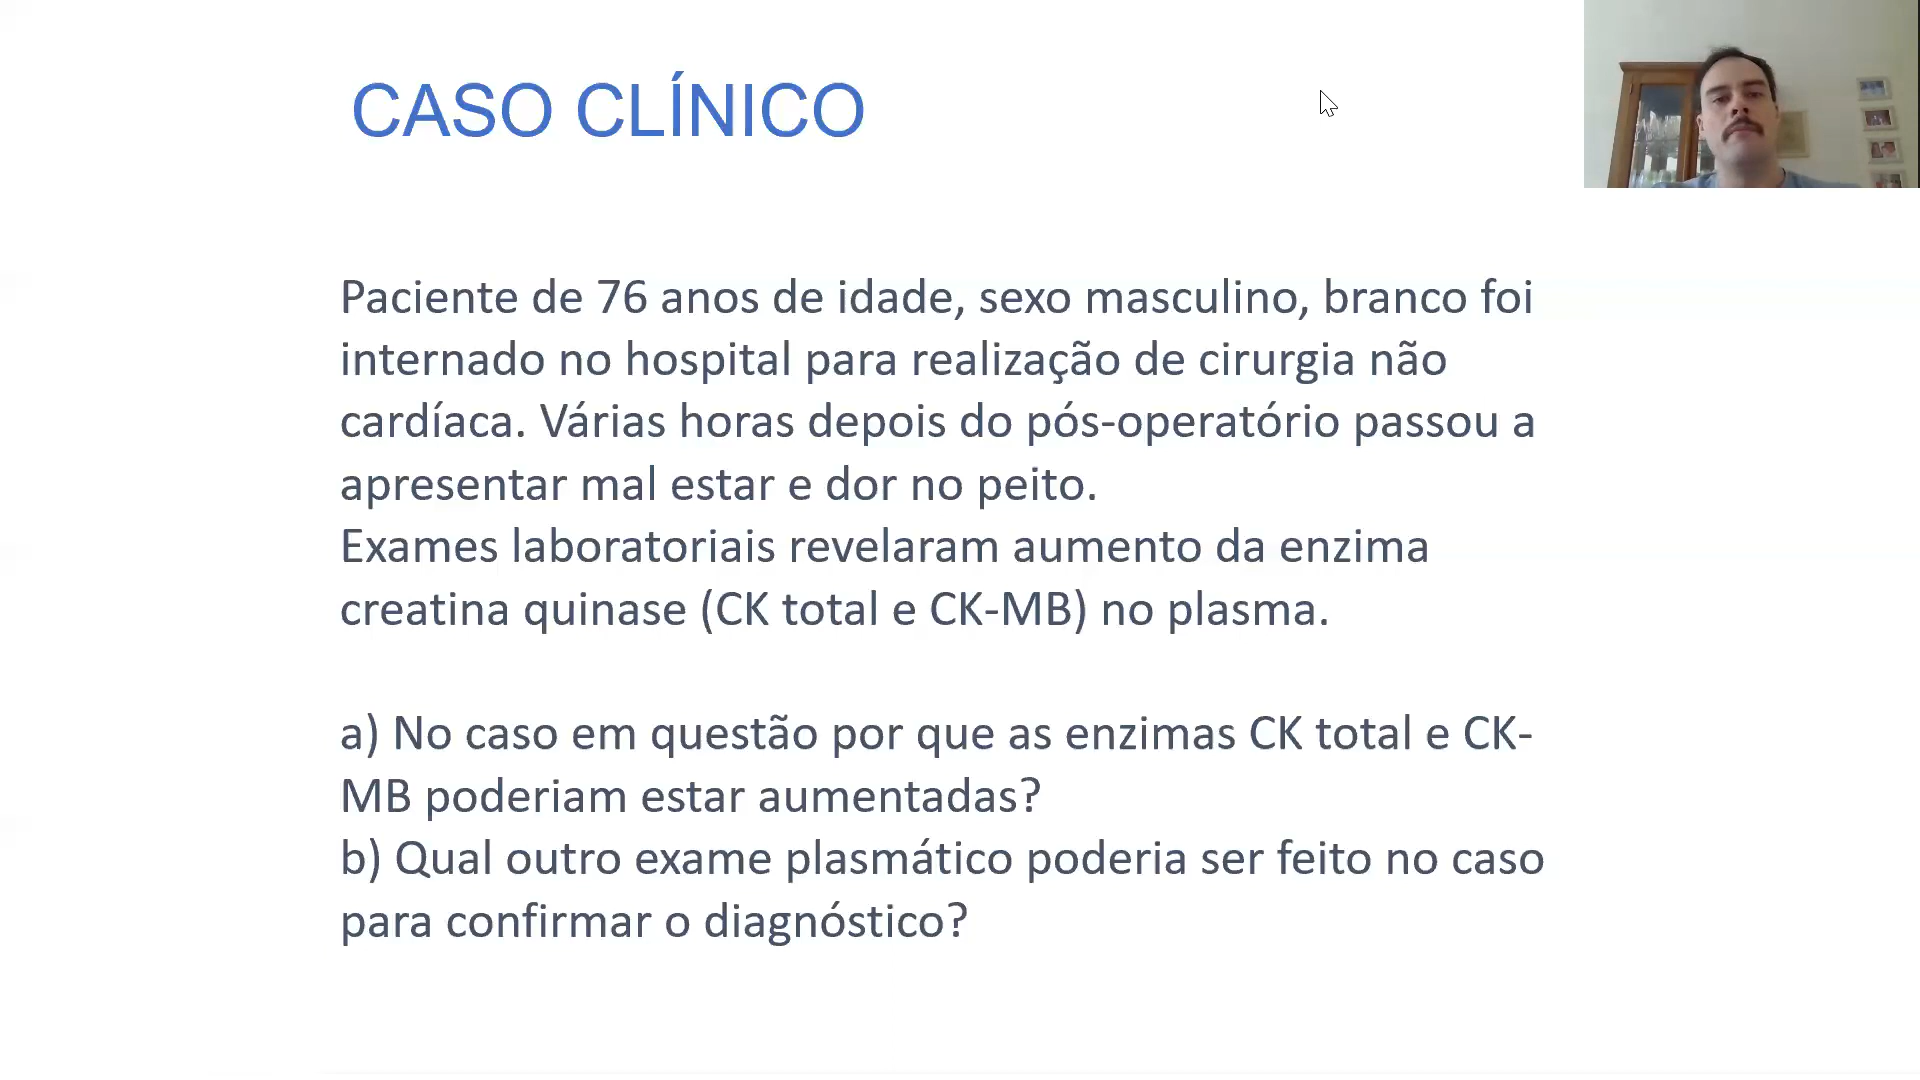 CASO CLÍNICO
Paciente de 76 anos de idade, sexo masculino, branco foi
internado no hospital para realização de cirurgia não
cardíaca. Várias horas depois do pós-operatório passou a
apresentar mal estar e dor no peito.
Exames laboratoriais revelaram aumento da enzima
creatina quinase (CK total e CK-MB) no plasma.
a) No caso em questão por que as enzimas CK total e CK-
MB poderiam estar aumentadas?
b) Qual outro exame plasmático poderia ser feito no caso
para confirmar o diagnóstico?